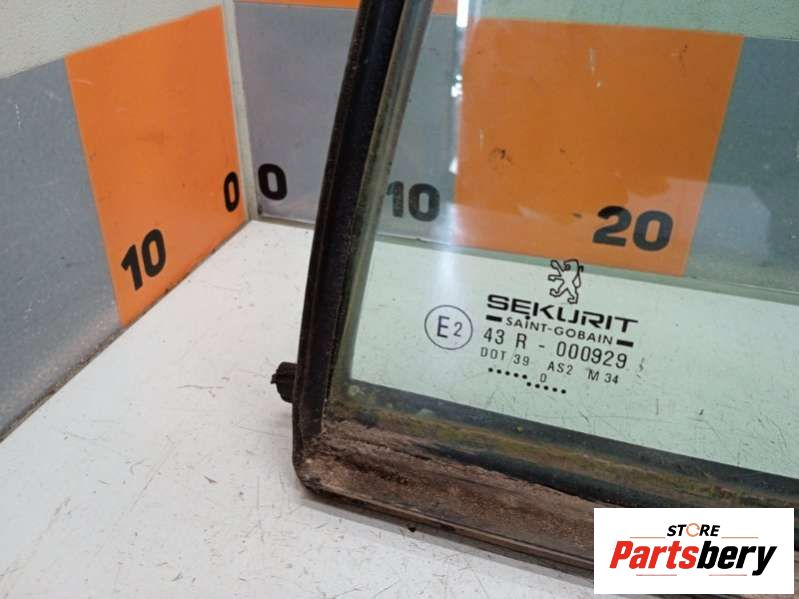 10
0
0
10
20
SEKURIT
SAINT-GOBAIN
E2
43 R - 000929
DOT 39 AS2 M 34
.......0.......
STORE
Partsbery